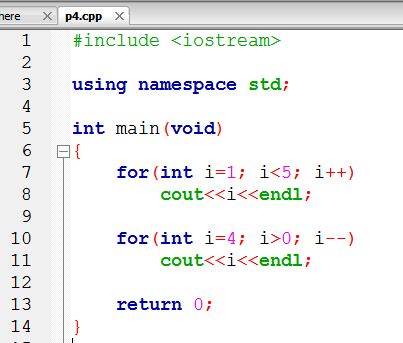 here × p4.cpp ×
1 #include <iostream>
2
3 using namespace std;
4
5 int main(void)
6 {
7 for(int i=1; i<5; i++)
8 cout<<i<<endl;
9
10 for(int i=4; i>0; i--)
11 cout<<i<<endl;
12
13 return 0;
14 }